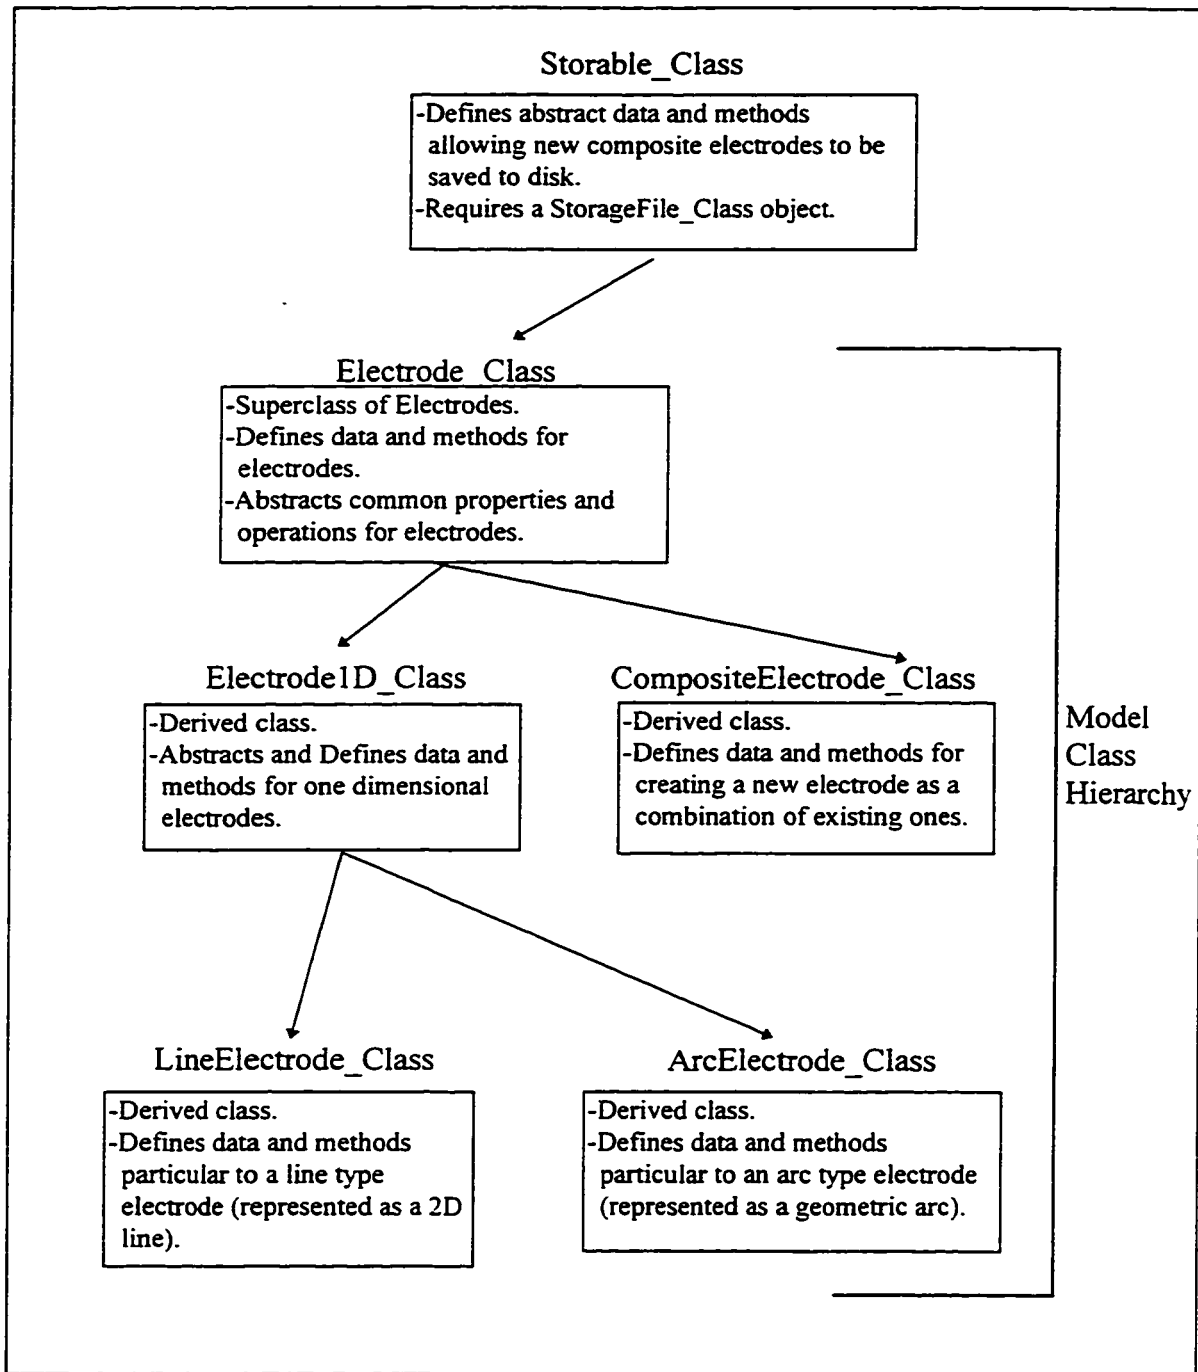 Storable_Class
-Defines abstract data and methods
allowing new composite electrodes to be
saved to disk.
-Requires a StorageFile_Class object.
Electrode_Class
-Superclass of Electrodes.
-Defines data and methods for
electrodes.
-Abstracts common properties and
operations for electrodes.
Electrode1D_Class
-Derived class.
-Abstracts and Defines data and
methods for one dimensional
electrodes.
CompositeElectrode_Class
-Derived class.
-Defines data and methods for
creating a new electrode as a
combination of existing ones.
Model
Class
Hierarchy
LineElectrode_Class
-Derived class.
-Defines data and methods
particular to a line type
electrode (represented as a 2D
line).
ArcElectrode_Class
-Derived class.
-Defines data and methods
particular to an arc type electrode
(represented as a geometric arc).